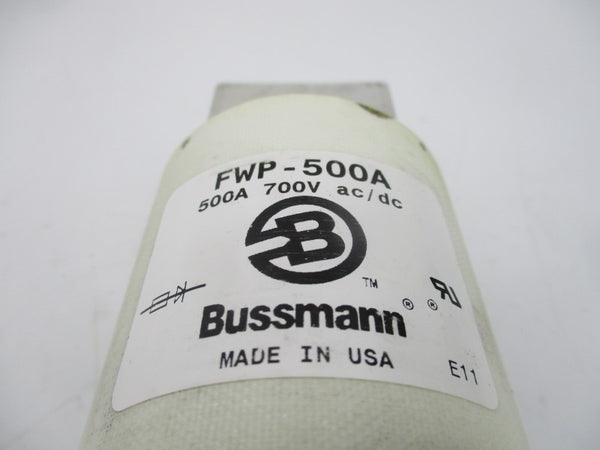 FWP-500A
500A 700V ac/dc
B
TM
Bussmann ® ®
MADE IN USA
E11